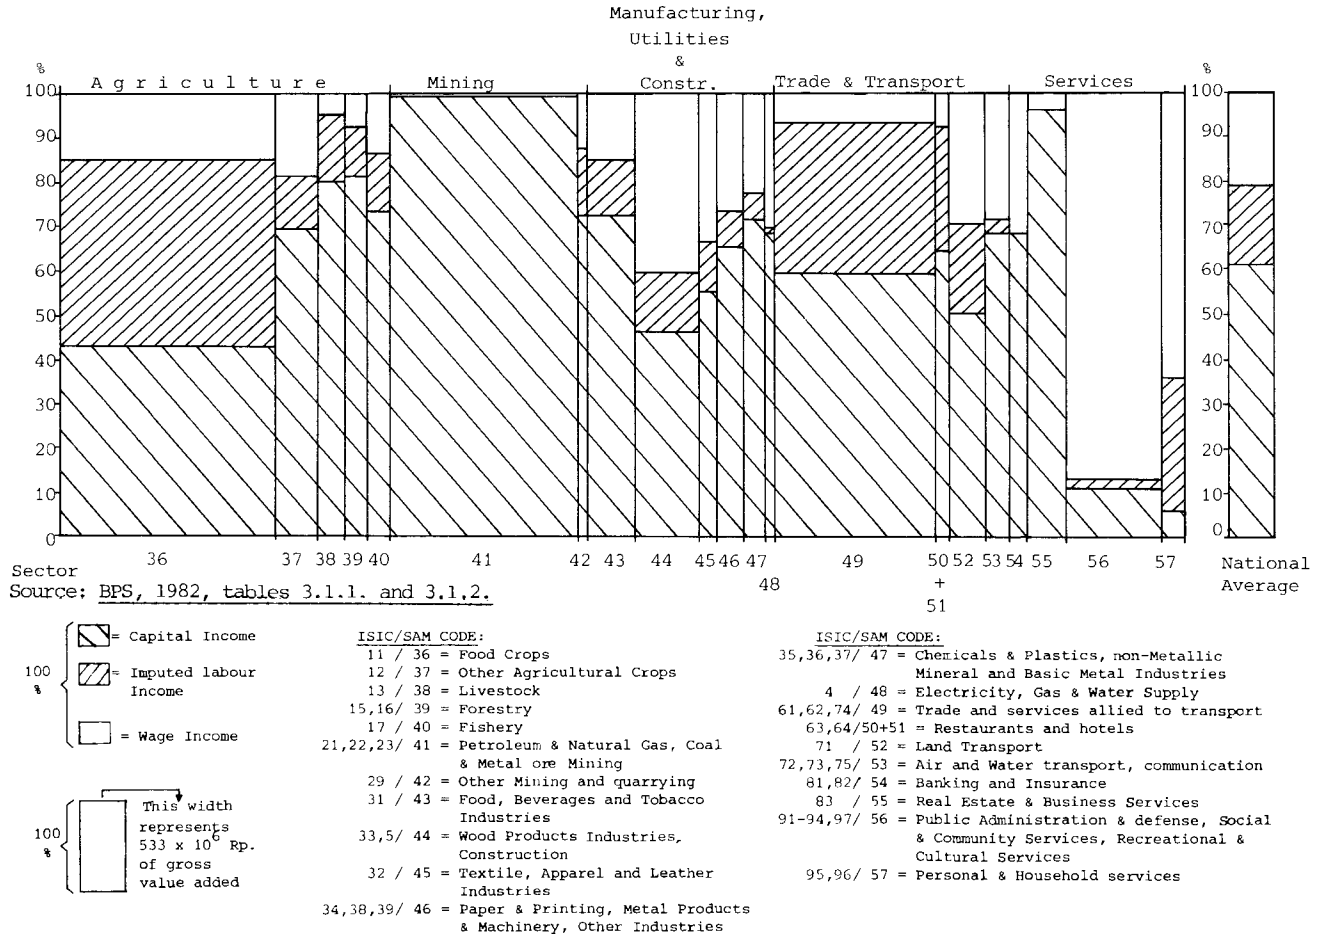 Manufacturing,
Utilities
&
Constr.
A g r i c u l t u r e
Mining
Trade & Transport
Services
%
100
90
80
70
60
50
40
30
20
10
0
%
100
90
80
70
60
50
40
30
20
10
0
36 37 38 39 40 41 42 43 44 45 46 47 48 49 50 + 51 52 53 54 55 56 57
Sector
National
Average
Source: BPS, 1982, tables 3.1.1. and 3.1.2.
100
%
= Capital Income
= Imputed labour
Income
= Wage Income
100
%
This width
represents
533 x 10^6 Rp.
of gross
value added
ISIC/SAM CODE:
11 / 36 = Food Crops
12 / 37 = Other Agricultural Crops
13 / 38 = Livestock
15,16/ 39 = Forestry
17 / 40 = Fishery
21,22,23/ 41 = Petroleum & Natural Gas, Coal
& Metal ore Mining
29 / 42 = Other Mining and quarrying
31 / 43 = Food, Beverages and Tobacco
Industries
33,5/ 44 = Wood Products Industries,
Construction
32 / 45 = Textile, Apparel and Leather
Industries
34,38,39/ 46 = Paper & Printing, Metal Products
& Machinery, Other Industries
ISIC/SAM CODE:
35,36,37/ 47 = Chemicals & Plastics, non-Metallic
Mineral and Basic Metal Industries
4 / 48 = Electricity, Gas & Water Supply
61,62,74/ 49 = Trade and services allied to transport
63,64/50+51 = Restaurants and hotels
71 / 52 = Land Transport
72,73,75/ 53 = Air and Water transport, communication
81,82/ 54 = Banking and Insurance
83 / 55 = Real Estate & Business Services
91-94,97/ 56 = Public Administration & defense, Social
& Community Services, Recreational &
Cultural Services
95,96/ 57 = Personal & Household services